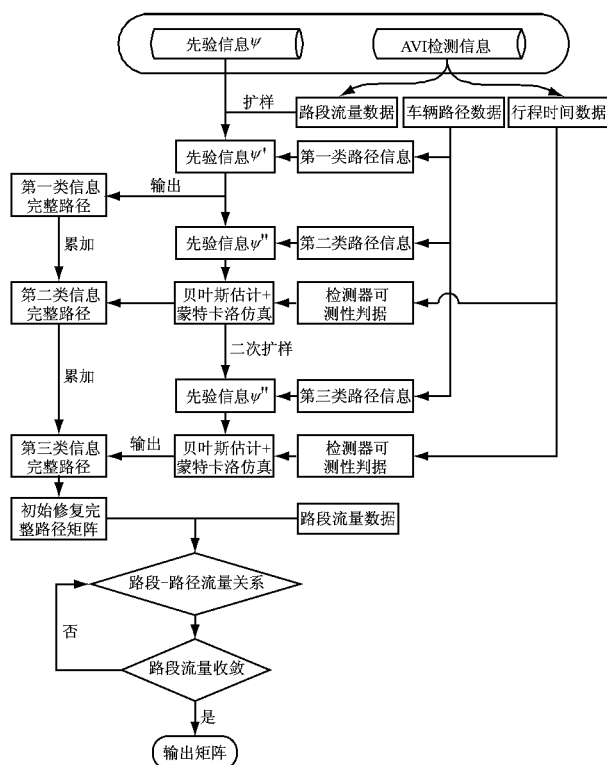 先验信息ψ
AVI检测信息
扩样
路段流量数据
车辆路径数据
行程时间数据
先验信息ψ'
第一类路径信息
第一类信息
完整路径
输出
累加
先验信息ψ''
第二类路径信息
第二类信息
完整路径
贝叶斯估计+
蒙特卡洛仿真
检测器可
测性判据
二次扩样
累加
先验信息ψ''
第三类路径信息
第三类信息
完整路径
输出
贝叶斯估计+
蒙特卡洛仿真
检测器可
测性判据
初始修复完
整路径矩阵
路段流量数据
路段-路径流量关系
否
路段流量收敛
是
输出矩阵